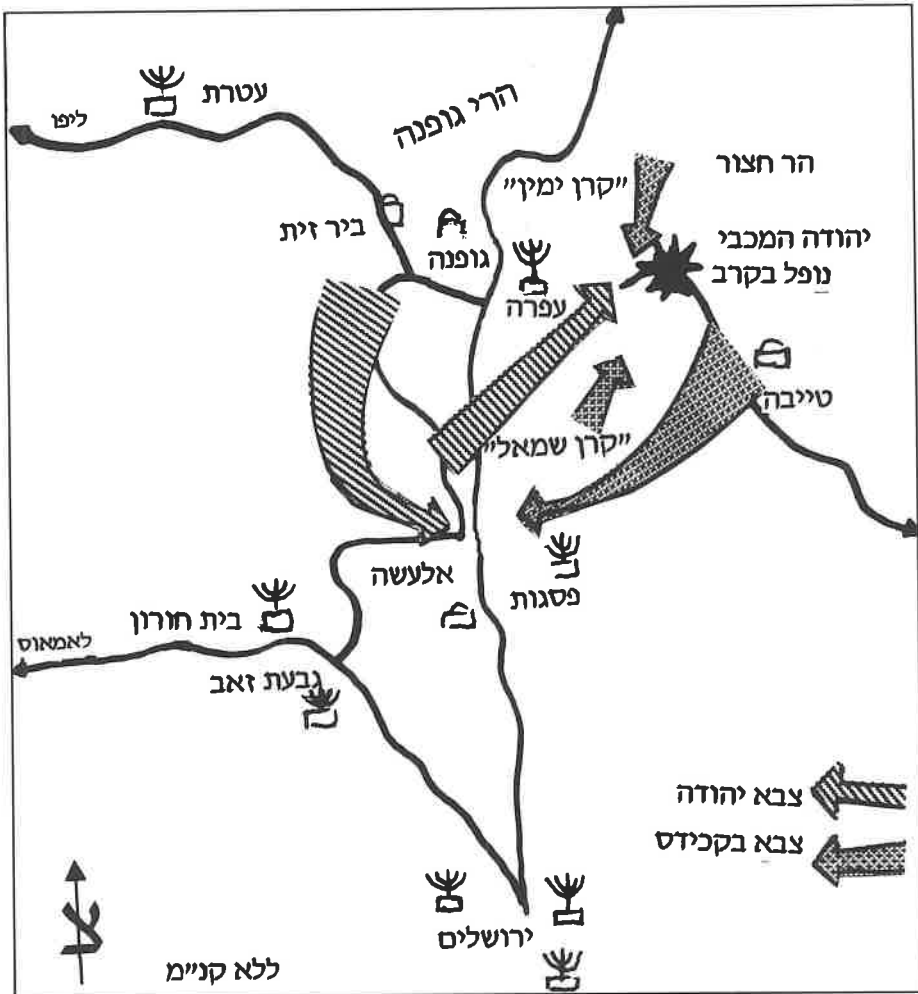 הרי גופנה
עטרת
ליפו
הר חצור
"קרן ימין"
יהודה המכבי
נופל בקרב
ביר זית
גופנה
עפרה
טייבה
"קרן שמאל"
אלעשה
פסגות
בית חורון
לאמאוס
גבעת זאב
צבא יהודה
צבא בקכידס
ירושלים
צ
ללא קנ"מ